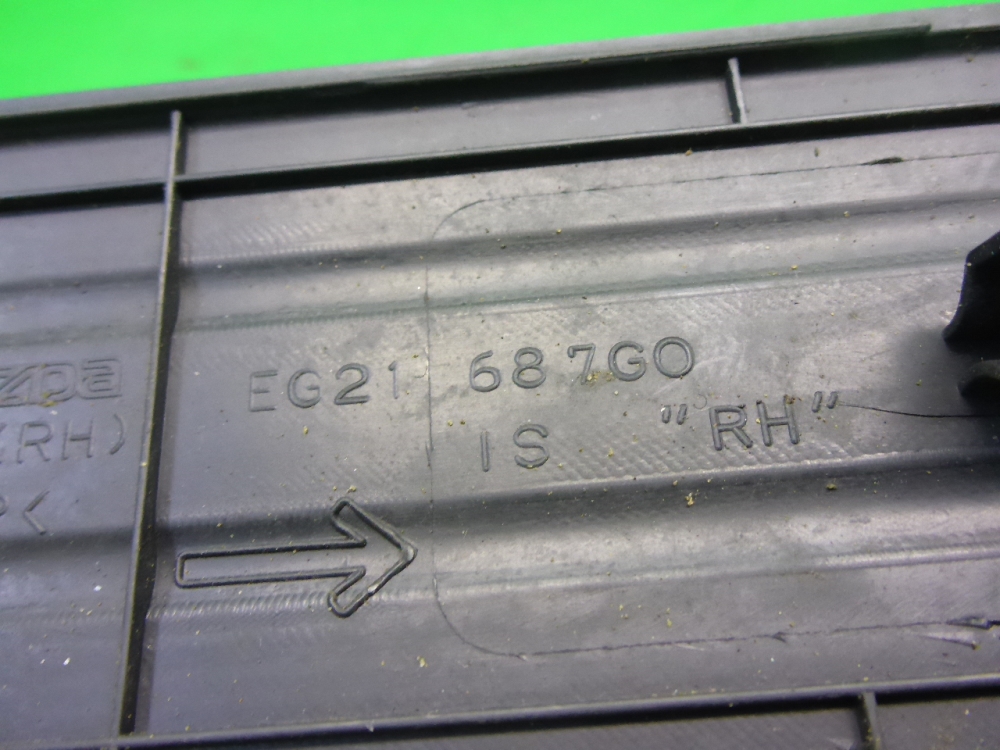 EG21 687G0
IS "RH"
(RH)
P<